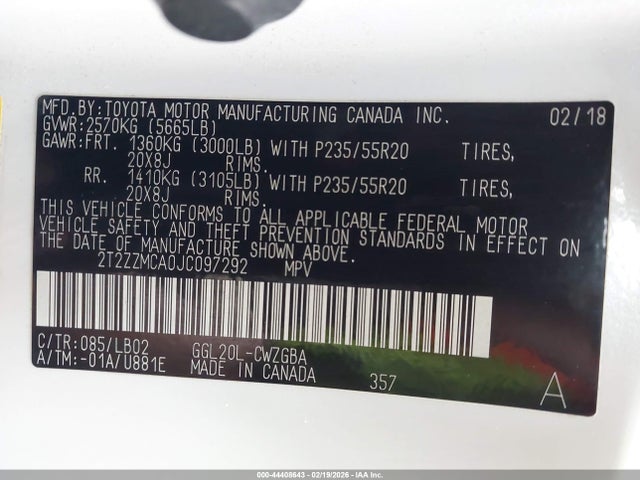 MFD.BY:TOYOTA MOTOR MANUFACTURING CANADA INC. 02/18
GVWR:2570KG (5665LB)
GAWR:FRT. 1360KG (3000LB) WITH P235/55R20 TIRES,
20X8J RIMS.
RR. 1410KG (3105LB) WITH P235/55R20 TIRES,
20X8J RIMS.
THIS VEHICLE CONFORMS TO ALL APPLICABLE FEDERAL MOTOR
VEHICLE SAFETY AND THEFT PREVENTION STANDARDS IN EFFECT ON
THE DATE OF MANUFACTURE SHOWN ABOVE.
2T2ZZMCA0JC097292 MPV
C/TR:085/LB02 GGL20L-CWZGBA
A/TM:-01A/U881E MADE IN CANADA 357 A
000-44408643 - 02/19/2026 - IAAI Inc.